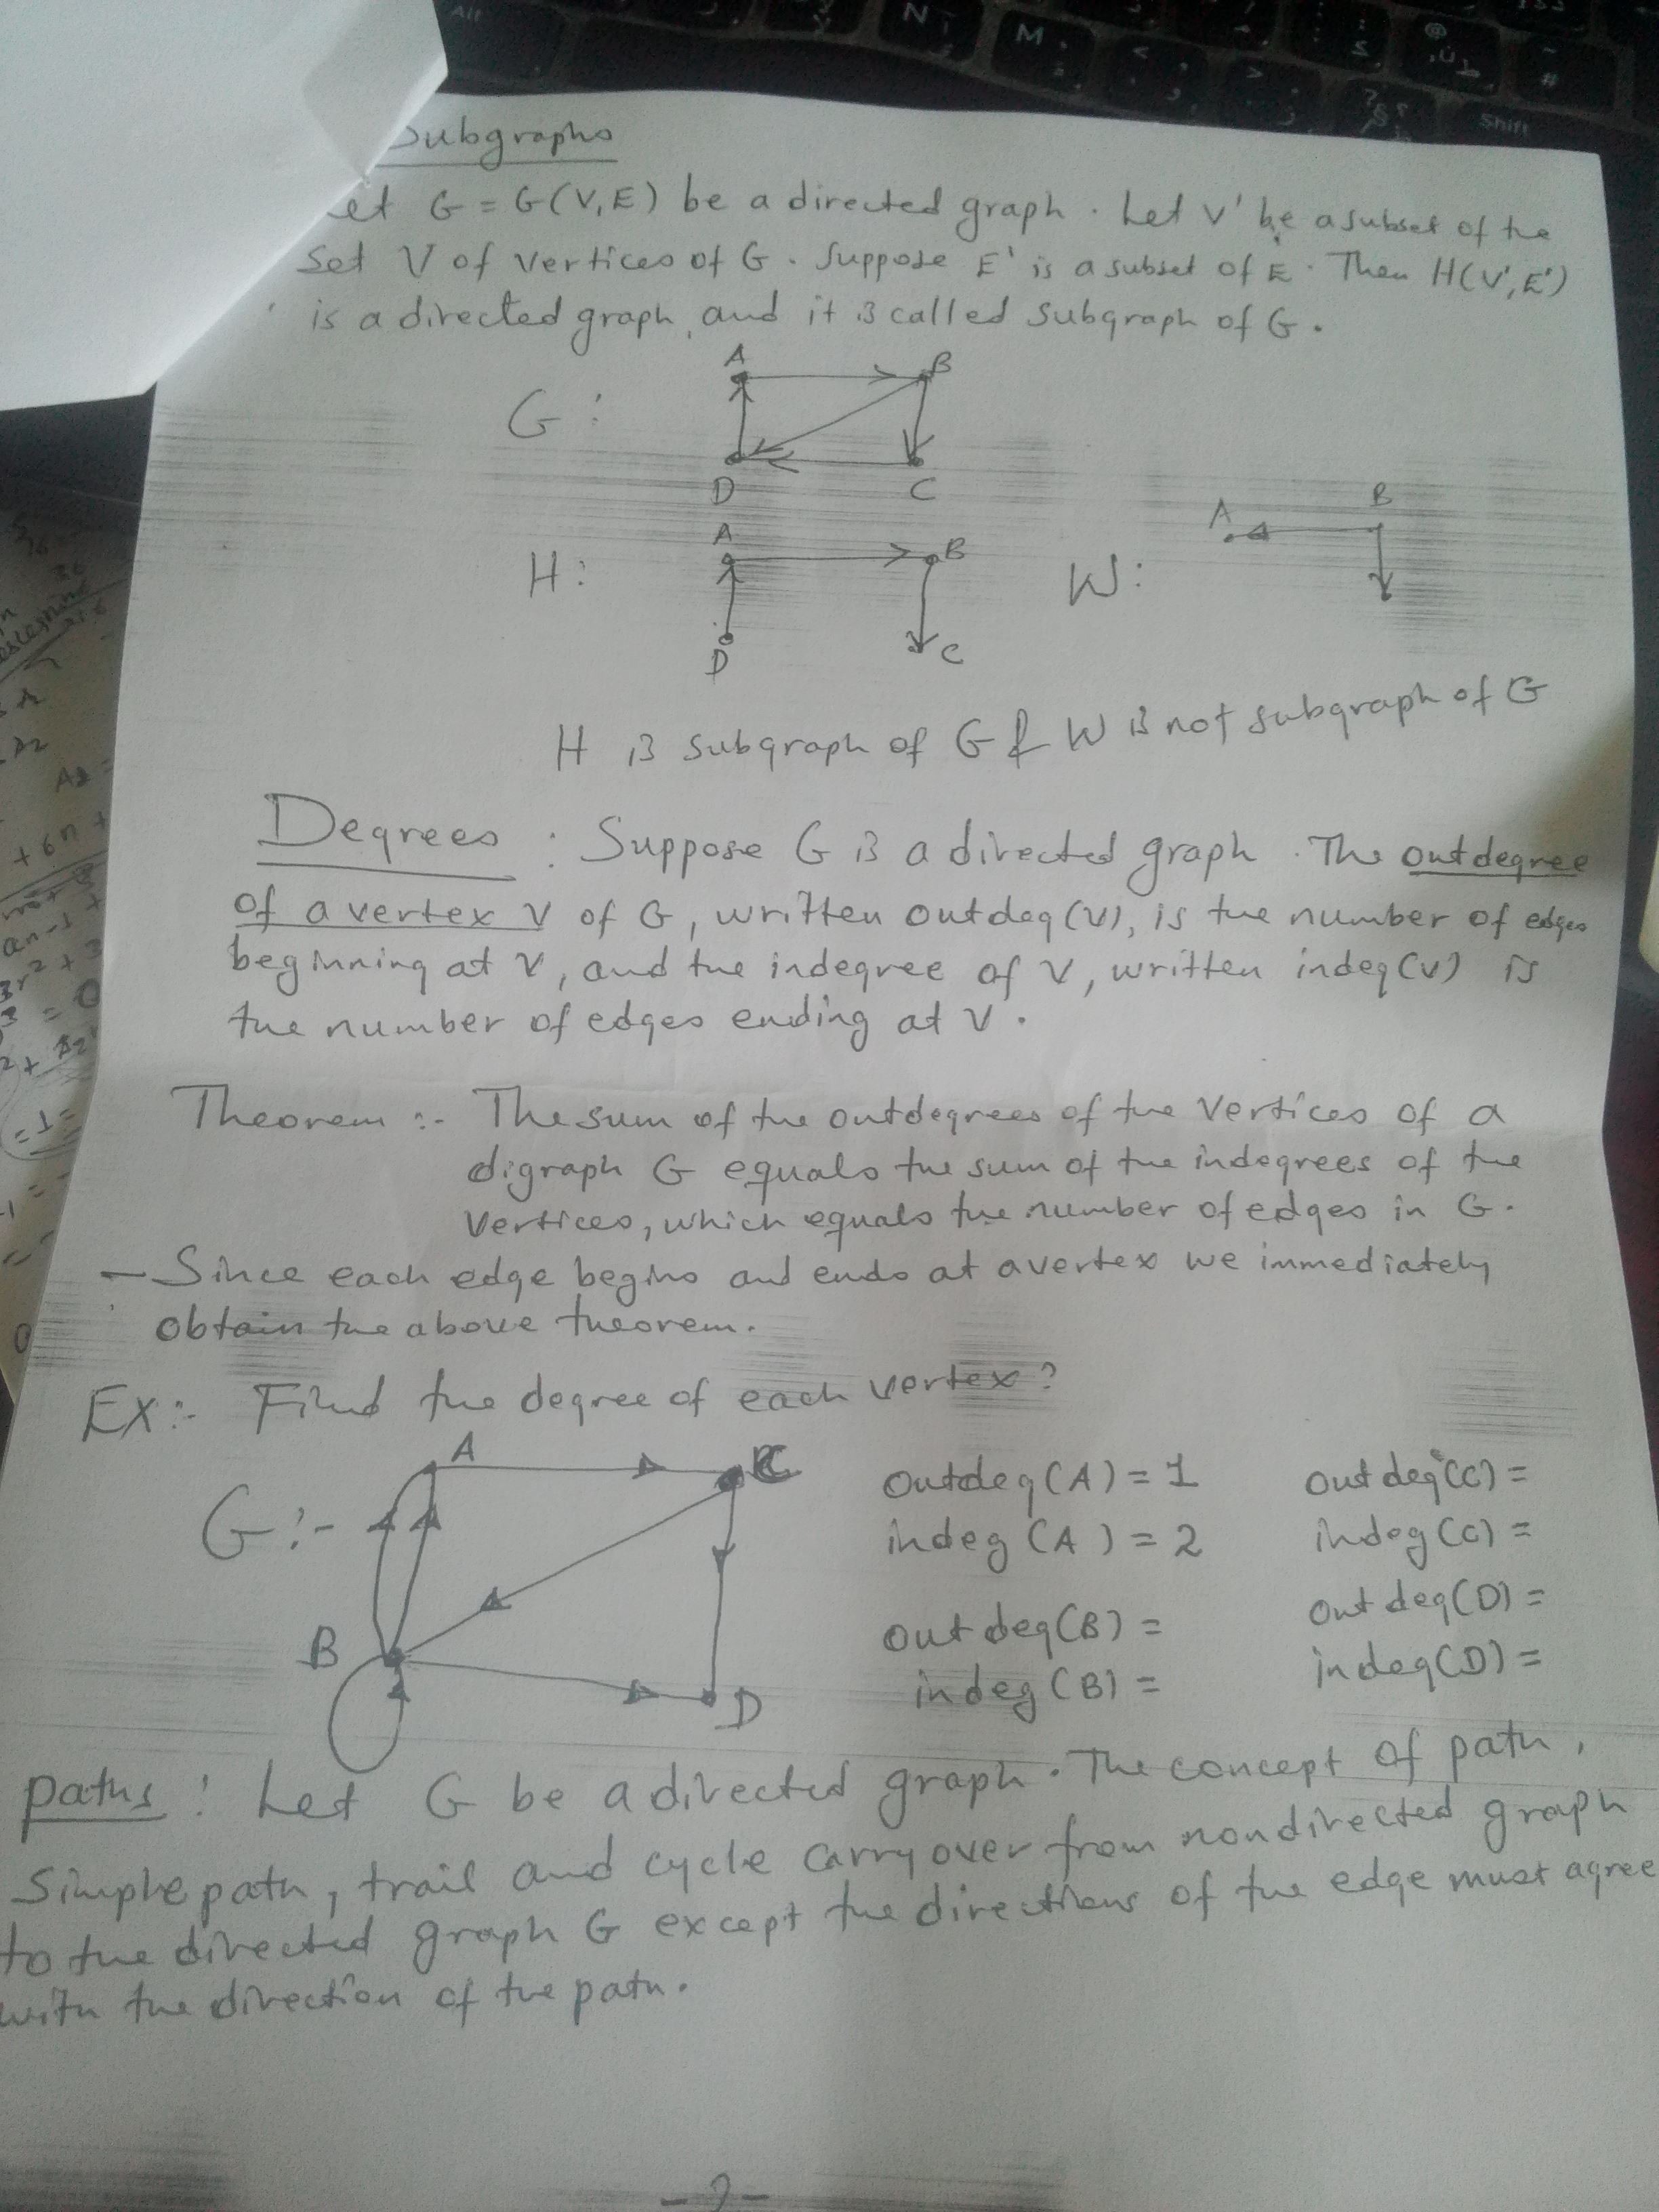 Subgraphs
Let G = G(V,E) be a directed graph. Let V' be a subset of the
Set V of vertices of G. Suppose E' is a subset of E. Then H(V',E')
is a directed graph, and it is called Subgraph of G.
A B
G:
D C
A B
A B
H: W:
D C
H is subgraph of G & W is not subgraph of G
Degrees : Suppose G is a directed graph. The outdegree
of a vertex V of G, written outdeg(V), is the number of edges
beginning at V, and the indegree of V, written indeg(V) is
the number of edges ending at V.
Theorem :- The sum of the outdegrees of the vertices of a
digraph G equals the sum of the indegrees of the
Vertices, which equals the number of edges in G.
- Since each edge begins and ends at a vertex we immediately
obtain the above theorem.
EX:- Find the degree of each vertex?
A C outdeg(A) = 1 outdeg(C) =
G:- indeg(A) = 2 indeg(C) =
outdeg(B) = outdeg(D) =
B D indeg(B) = indeg(D) =
paths: Let G be a directed graph. The concept of path,
Simple path, trail and cycle carry over from nondirected graph
to the directed graph G except the directions of the edge must agree
with the direction of the path.
-2-
Alt
N
M
Shift